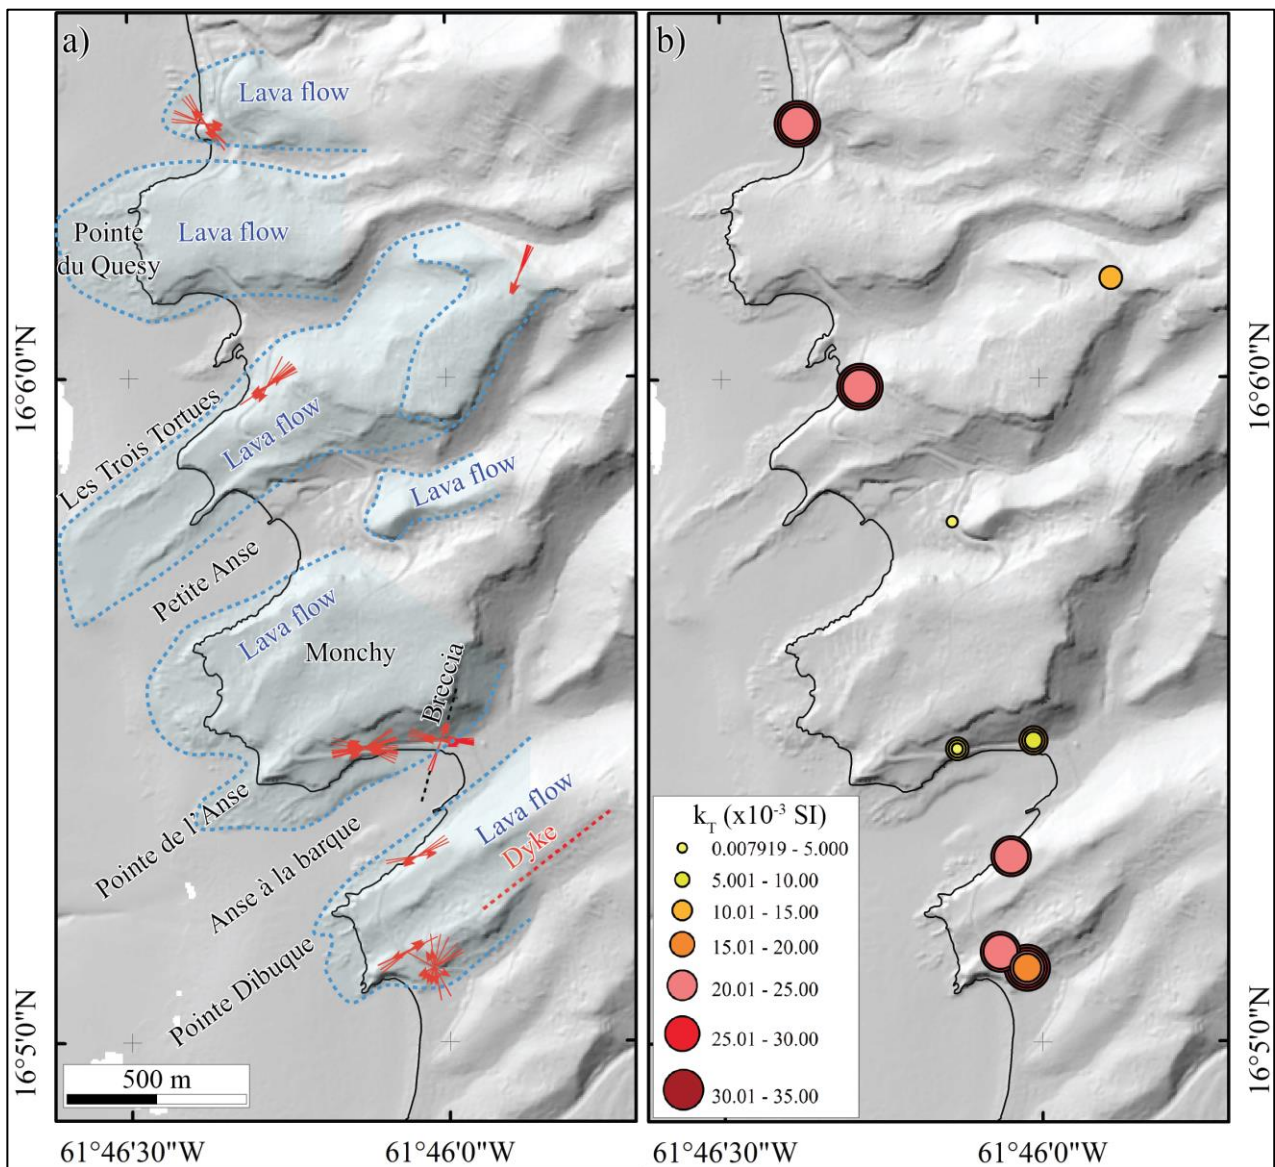 a)
Lava flow
Lava flow
Pointe
du Quesy
16°6'0"N
Les Trois Tortues
Lava flow
Lava flow
Petite Anse
Lava flow
Monchy
Breccia
Pointe de l'Anse
Anse à la barque
Lava flow
Dyke
Pointe Dibuque
16°5'0"N
500 m
61°46'30"W
61°46'0"W
b)
16°6'0"N
k_T (x10⁻³ SI)
0.007919 - 5.000
5.001 - 10.00
10.01 - 15.00
15.01 - 20.00
20.01 - 25.00
25.01 - 30.00
30.01 - 35.00
16°5'0"N
61°46'30"W
61°46'0"W